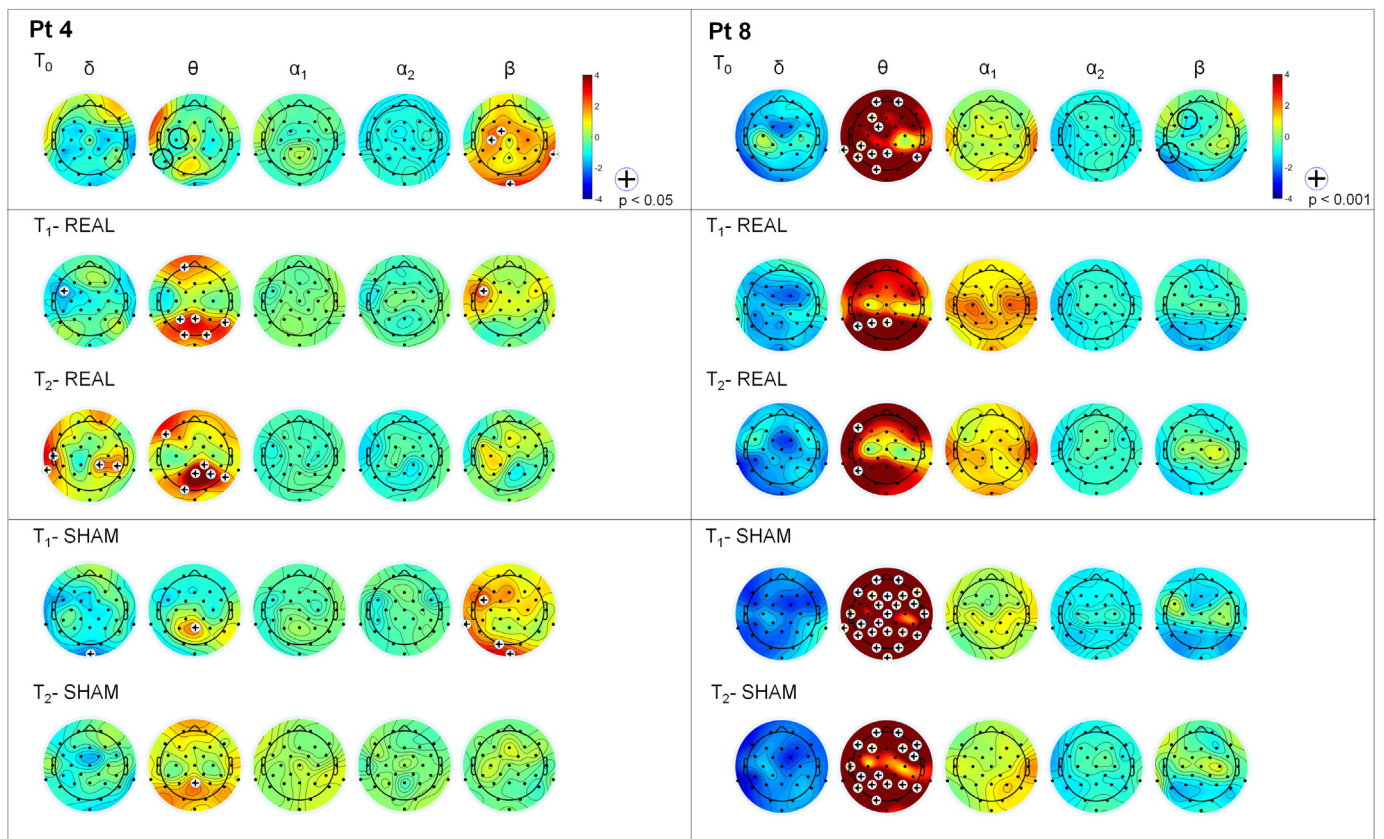 Pt 4
T0 δ θ α1 α2 β
4
2
0
-2
-4
p < 0.05
T1- REAL
T2- REAL
T1- SHAM
T2- SHAM
Pt 8
T0 δ θ α1 α2 β
4
2
0
-2
-4
p < 0.001
T1- REAL
T2- REAL
T1- SHAM
T2- SHAM